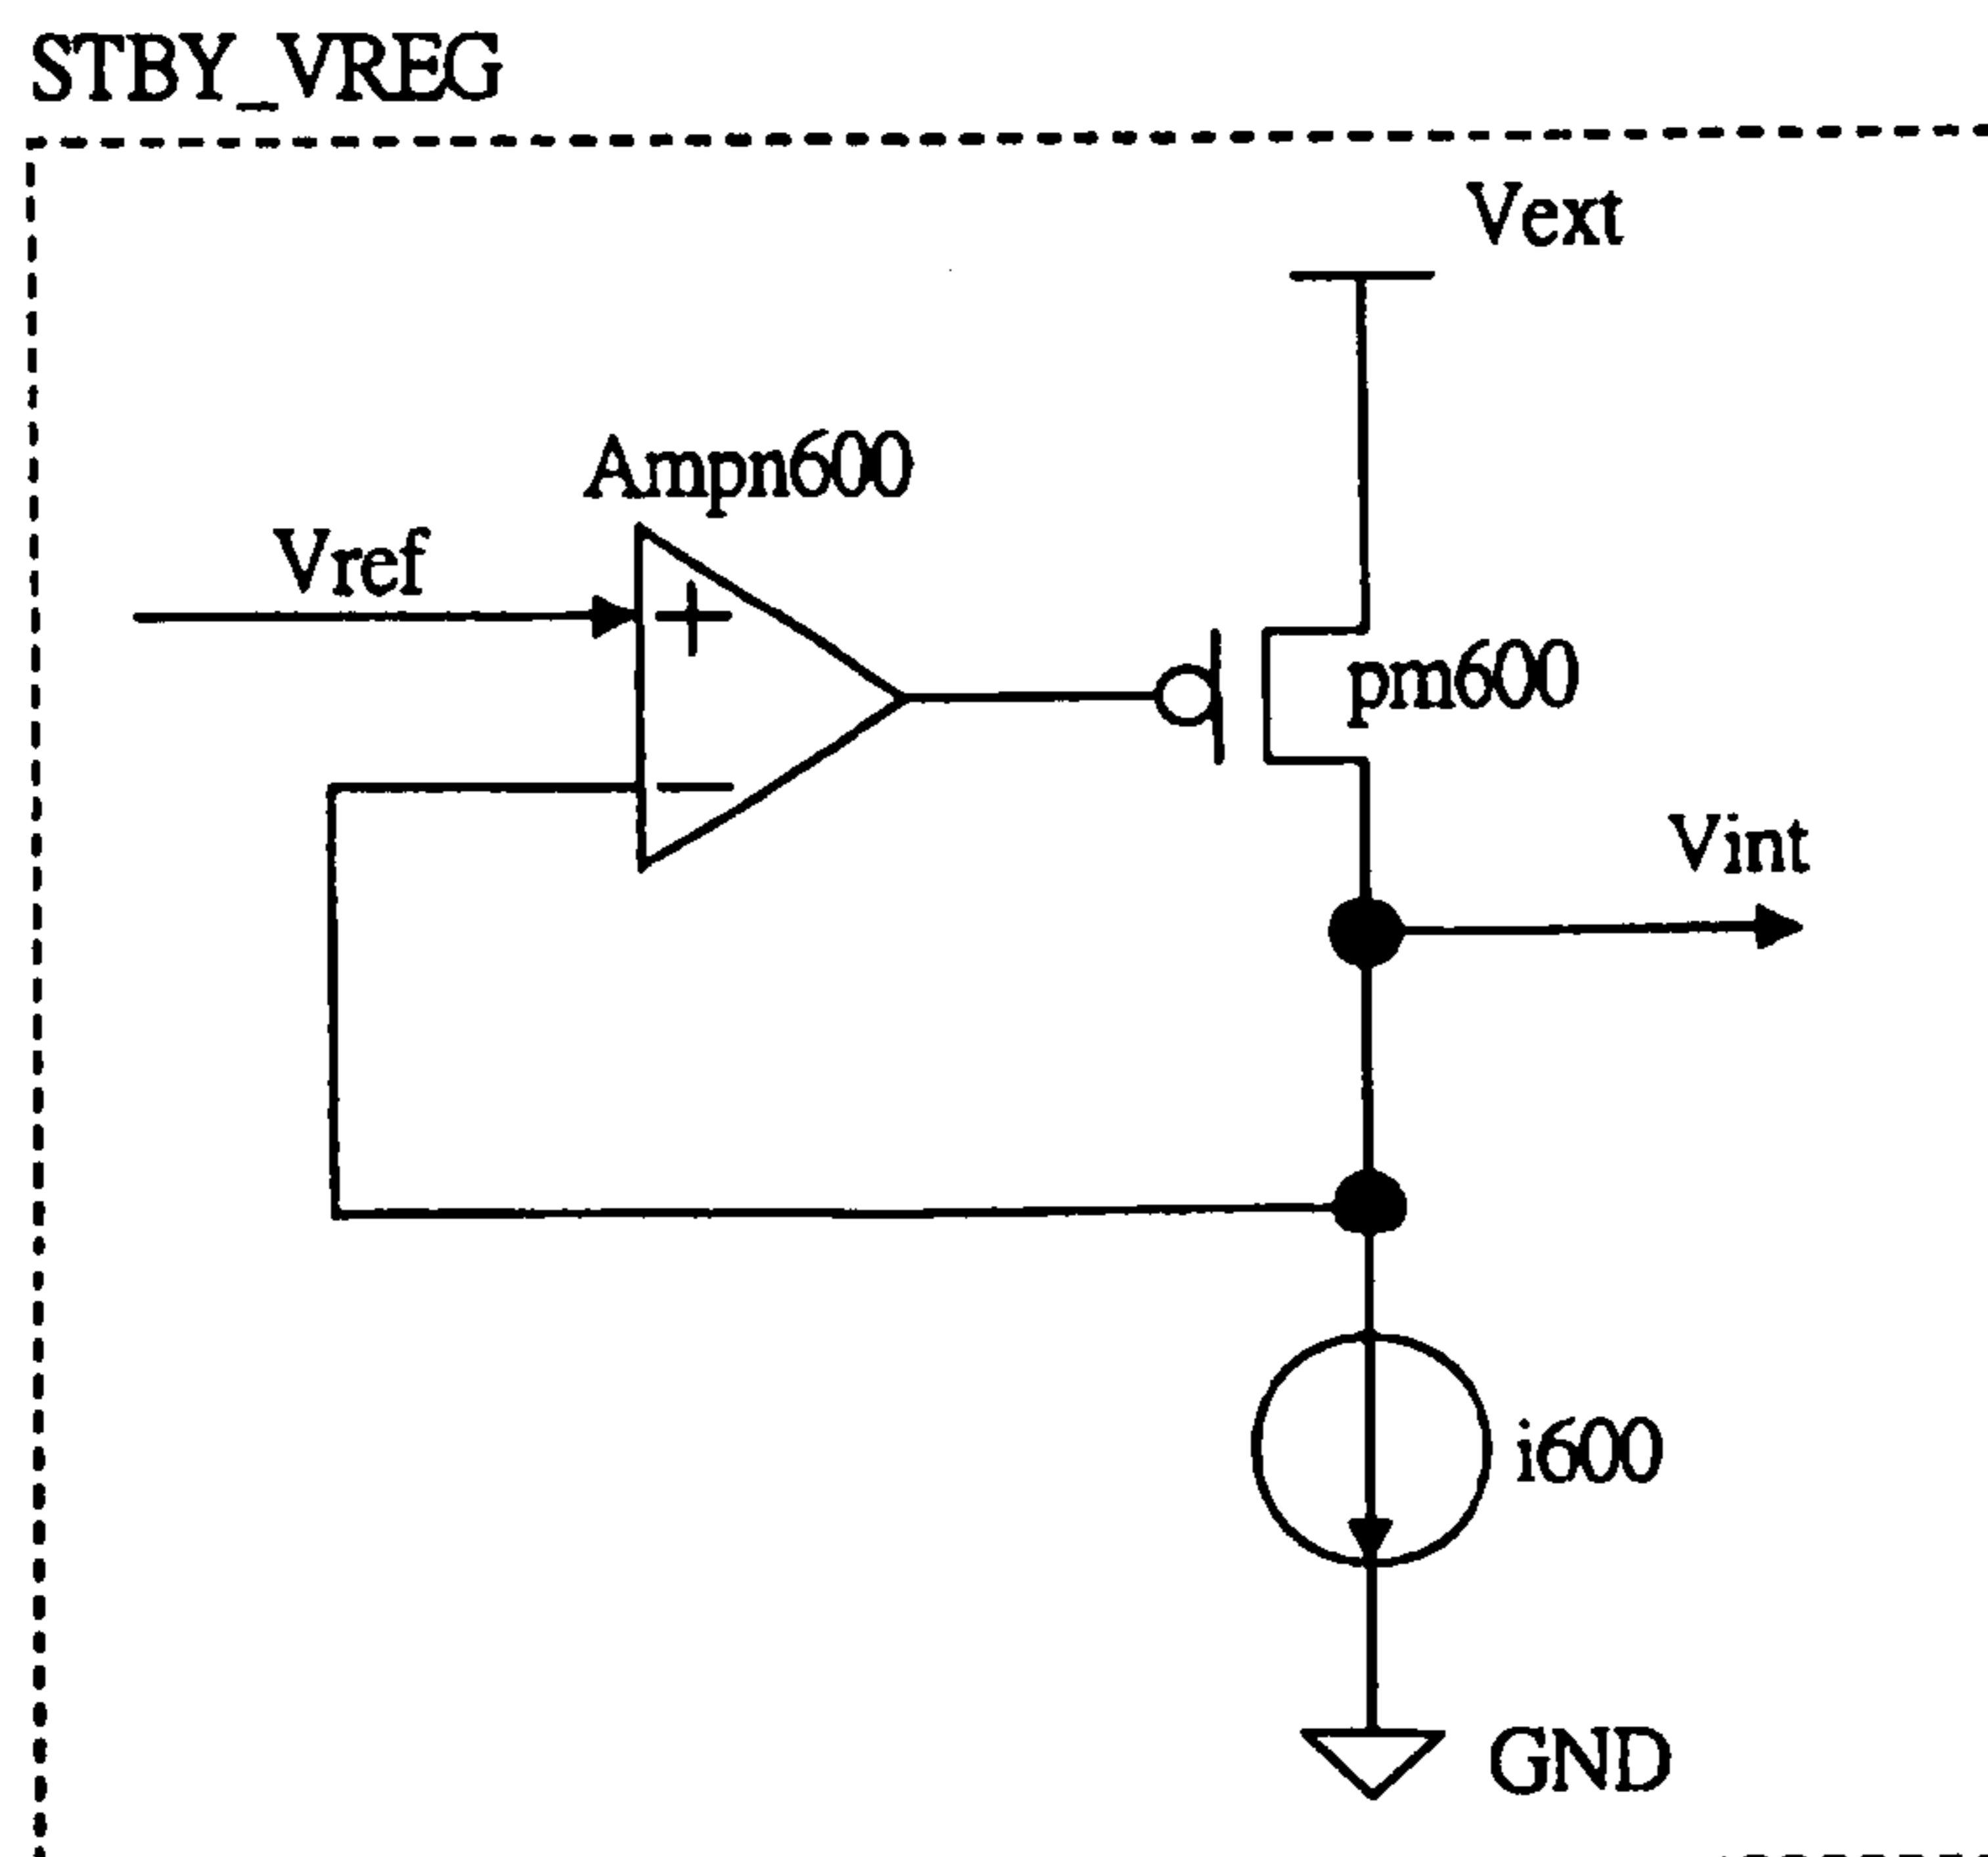 STBY_VREG
Vext
Ampn600
Vref
+
pm600
−
Vint
i600
GND